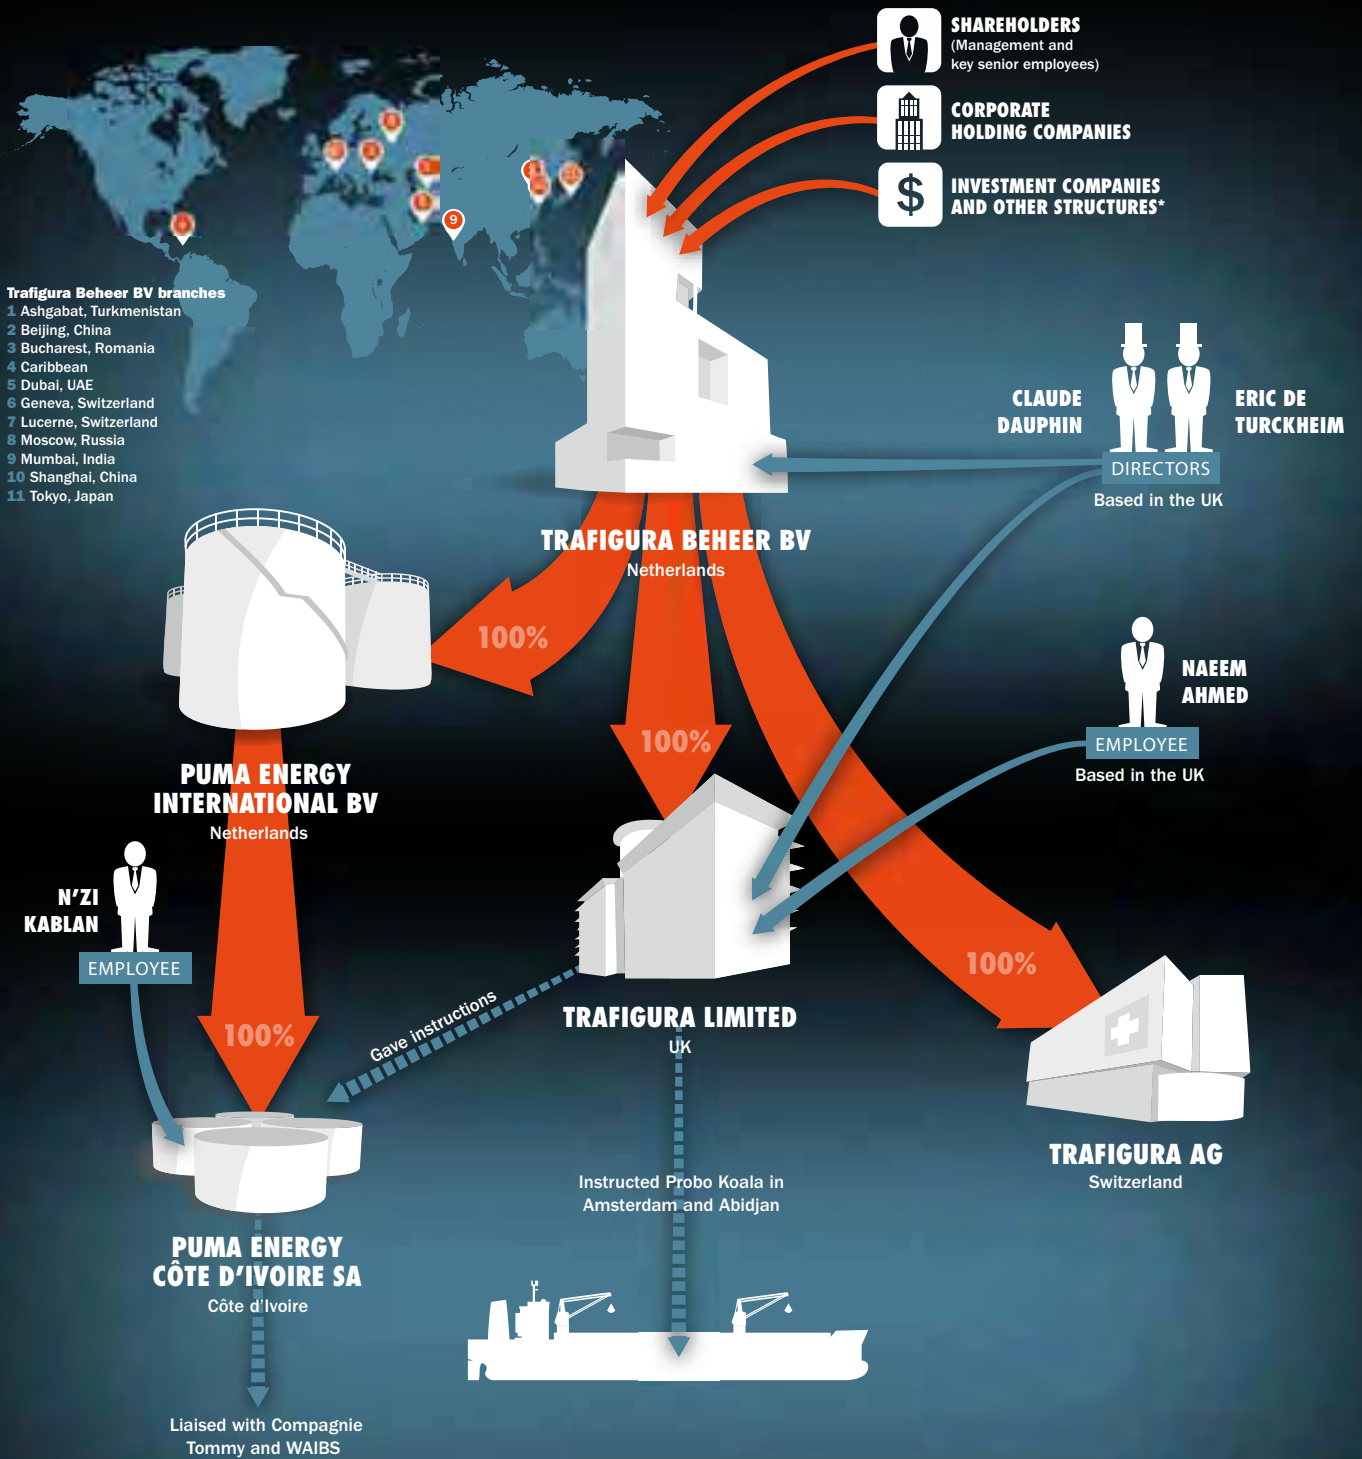 SHAREHOLDERS
(Management and
key senior employees)
CORPORATE
HOLDING COMPANIES
$
INVESTMENT COMPANIES
AND OTHER STRUCTURES*
9
Trafigura Beheer BV branches
1 Ashgabat, Turkmenistan
2 Beijing, China
3 Bucharest, Romania
4 Caribbean
5 Dubai, UAE
6 Geneva, Switzerland
7 Lucerne, Switzerland
8 Moscow, Russia
9 Mumbai, India
10 Shanghai, China
11 Tokyo, Japan
CLAUDE
DAUPHIN
ERIC DE
TURCKHEIM
DIRECTORS
Based in the UK
TRAFIGURA BEHEER BV
Netherlands
100%
100%
NAEEM
AHMED
EMPLOYEE
Based in the UK
PUMA ENERGY
INTERNATIONAL BV
Netherlands
N'ZI
KABLAN
EMPLOYEE
100%
100%
Gave instructions
TRAFIGURA LIMITED
UK
TRAFIGURA AG
Switzerland
Instructed Probo Koala in
Amsterdam and Abidjan
PUMA ENERGY
CÔTE D'IVOIRE SA
Côte d'Ivoire
Liaised with Compagnie
Tommy and WAIBS